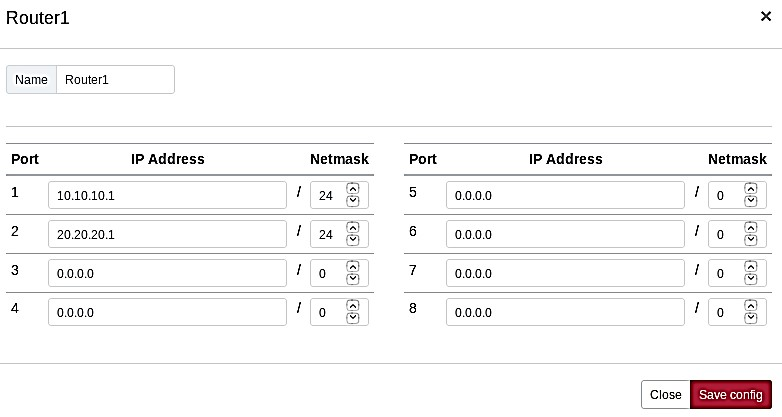 Router1 ×
Name Router1
Port IP Address Netmask Port IP Address Netmask
1 10.10.10.1 / 24 5 0.0.0.0 / 0
2 20.20.20.1 / 24 6 0.0.0.0 / 0
3 0.0.0.0 / 0 7 0.0.0.0 / 0
4 0.0.0.0 / 0 8 0.0.0.0 / 0
Close Save config